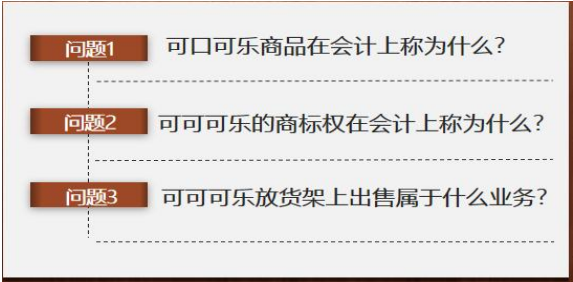 问题1 可口可乐商品在会计上称为什么?
问题2 可可可乐的商标权在会计上称为什么?
问题3 可可可乐放货架上出售属于什么业务?